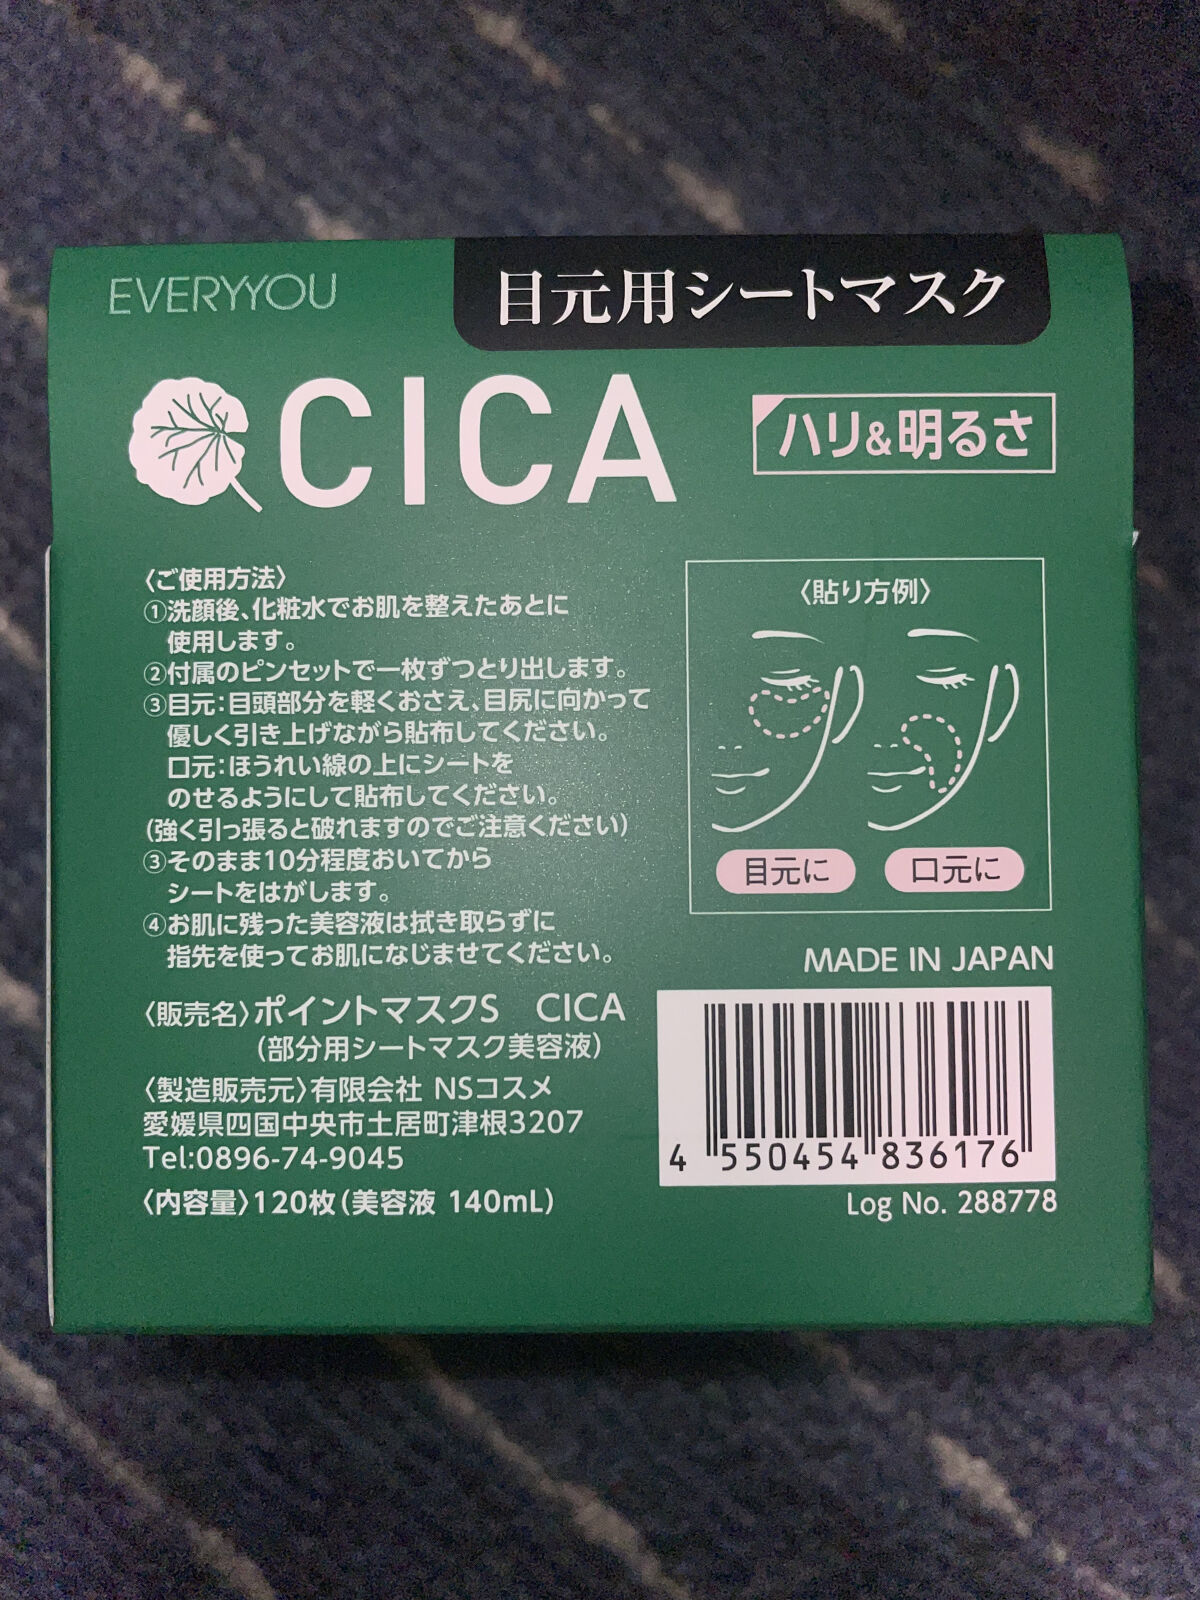 EVERYYOU
目元用シートマスク
CICA
ハリ&明るさ
〈ご使用方法〉
①洗顔後、化粧水でお肌を整えたあとに
使用します。
②付属のピンセットで一枚ずつとり出します。
③目元：目頭部分を軽くおさえ、目尻に向かって
優しく引き上げながら貼布してください。
口元：ほうれい線の上にシートを
のせるようにして貼布してください。
(強く引っ張ると破れますのでご注意ください)
③そのまま10分程度おいてから
シートをはがします。
④お肌に残った美容液は拭き取らずに
指先を使ってお肌になじませてください。
〈貼り方例〉
目元に
口元に
〈販売名〉ポイントマスクS CICA
(部分用シートマスク美容液)
〈製造販売元〉有限会社 NSコスメ
愛媛県四国中央市土居町津根3207
Tel:0896-74-9045
〈内容量〉120枚(美容液 140mL)
MADE IN JAPAN
4 550454 836176
Log No. 288778